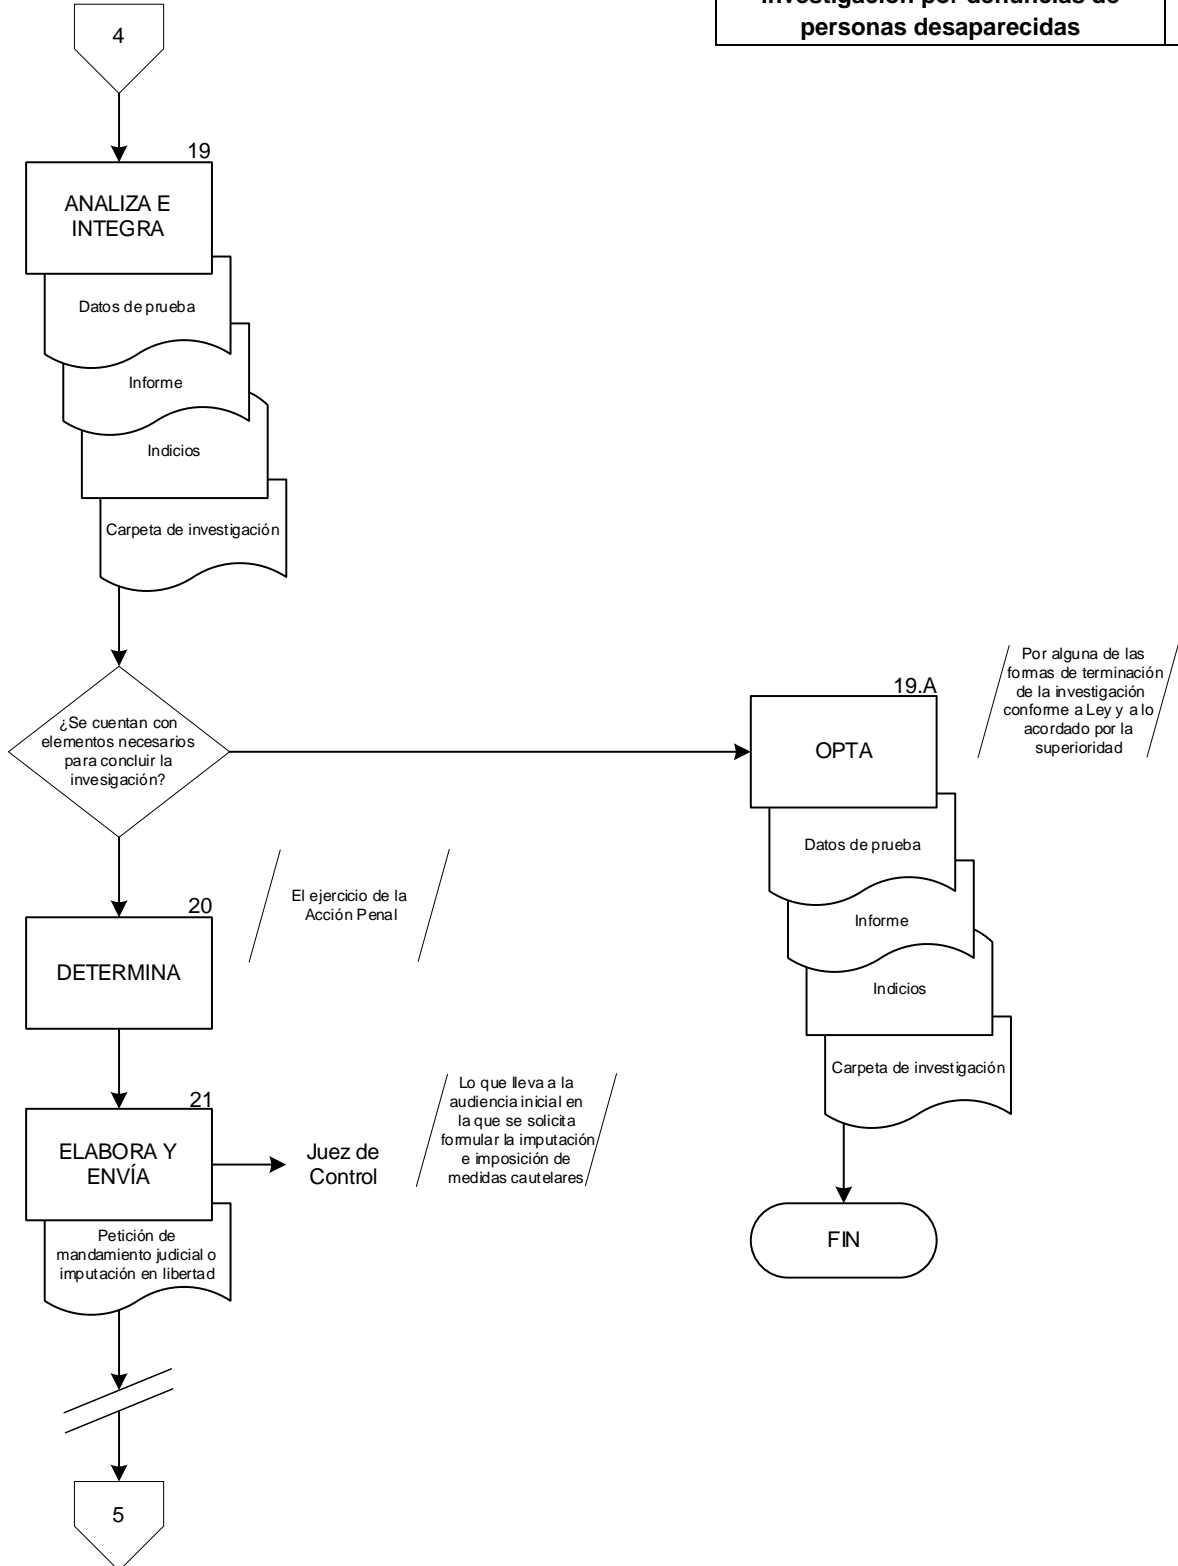 Investigación por denuncias de
personas desaparecidas
4
19
ANALIZA E
INTEGRA
Datos de prueba
Informe
Indicios
Carpeta de investigación
¿Se cuentan con
elementos necesarios
para concluir la
invesigación?
19.A
OPTA
Por alguna de las
formas de terminación
de la investigación
conforme a Ley y a lo
acordado por la
superioridad
Datos de prueba
Informe
Indicios
Carpeta de investigación
FIN
20
DETERMINA
El ejercicio de la
Acción Penal
21
ELABORA Y
ENVÍA
Juez de
Control
Lo que lleva a la
audiencia inicial en
la que se solicita
formular la imputación
e imposición de
medidas cautelares
Petición de
mandamiento judicial o
imputación en libertad
5